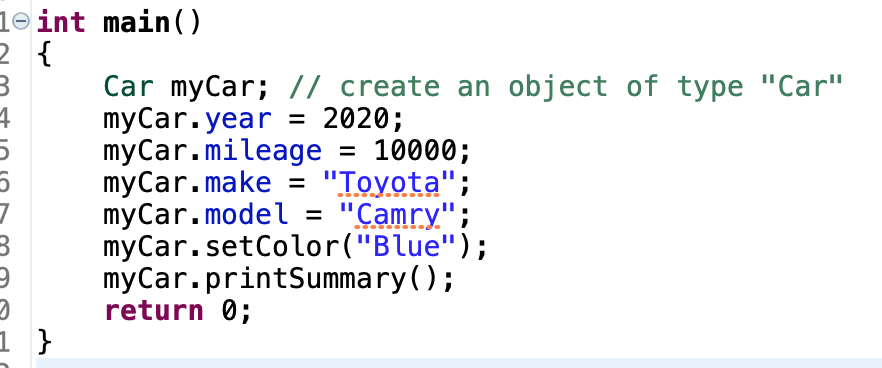 1 int main()
2 {
3 Car myCar; // create an object of type "Car"
4 myCar.year = 2020;
5 myCar.mileage = 10000;
6 myCar.make = "Toyota";
7 myCar.model = "Camry";
8 myCar.setColor("Blue");
9 myCar.printSummary();
0 return 0;
1 }